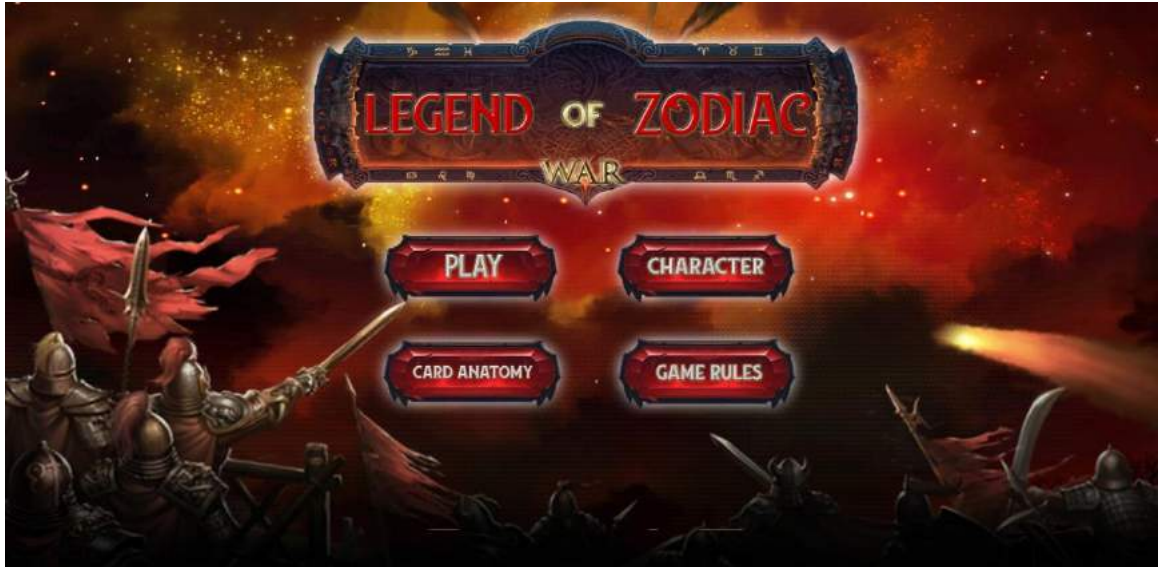 ♑ ♒ ♓ ♈ ♉ ♊
LEGEND OF ZODIAC
♋ ♌ ♍ WAR ♎ ♏ ♐
PLAY CHARACTER
CARD ANATOMY GAME RULES